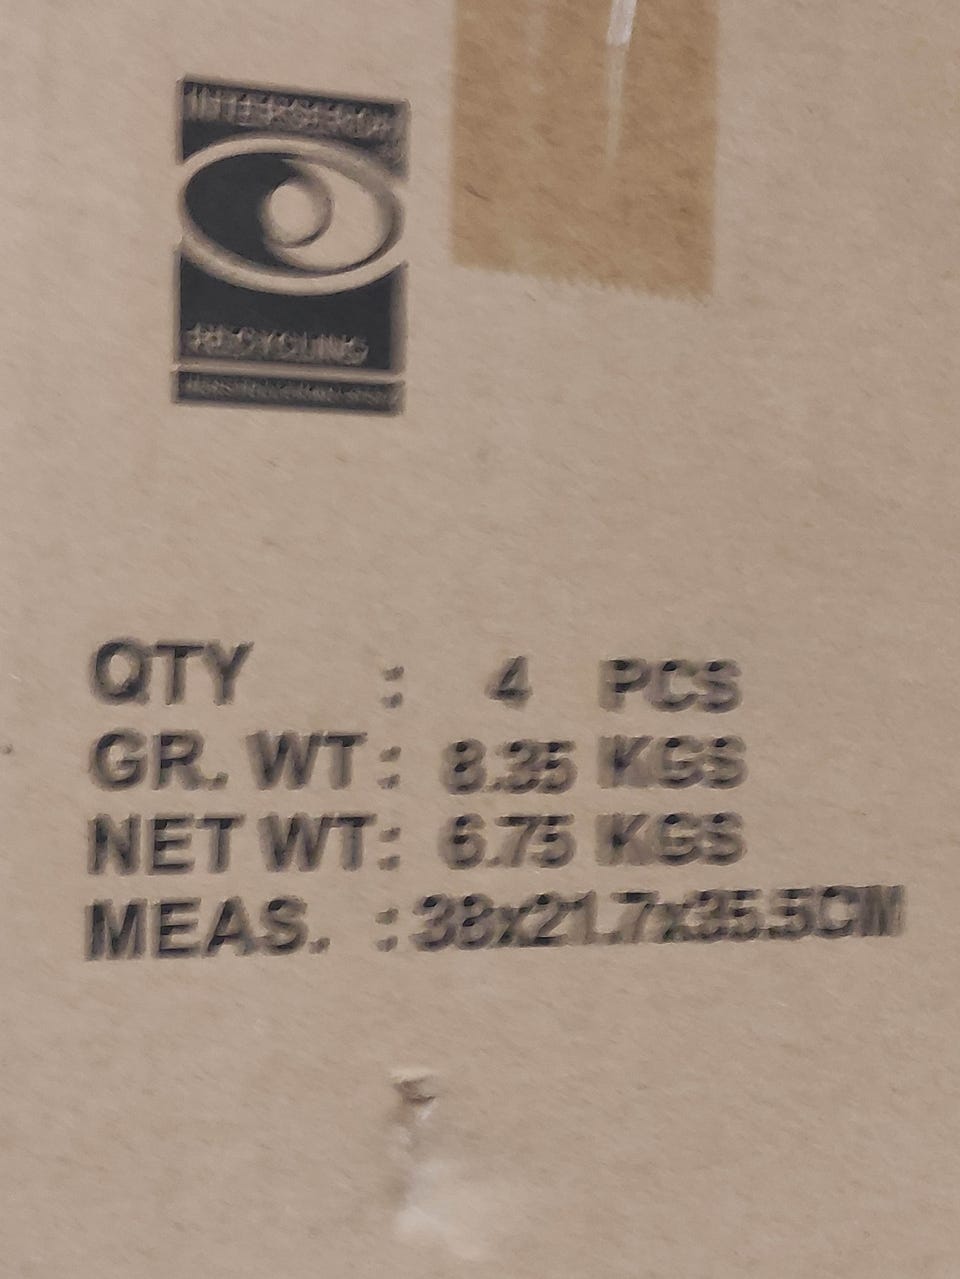 INTERSEROH
RECYCLING
QTY : 4 PCS
GR. WT : 8.35 KGS
NET WT : 6.75 KGS
MEAS. : 38x21.7x35.5CM